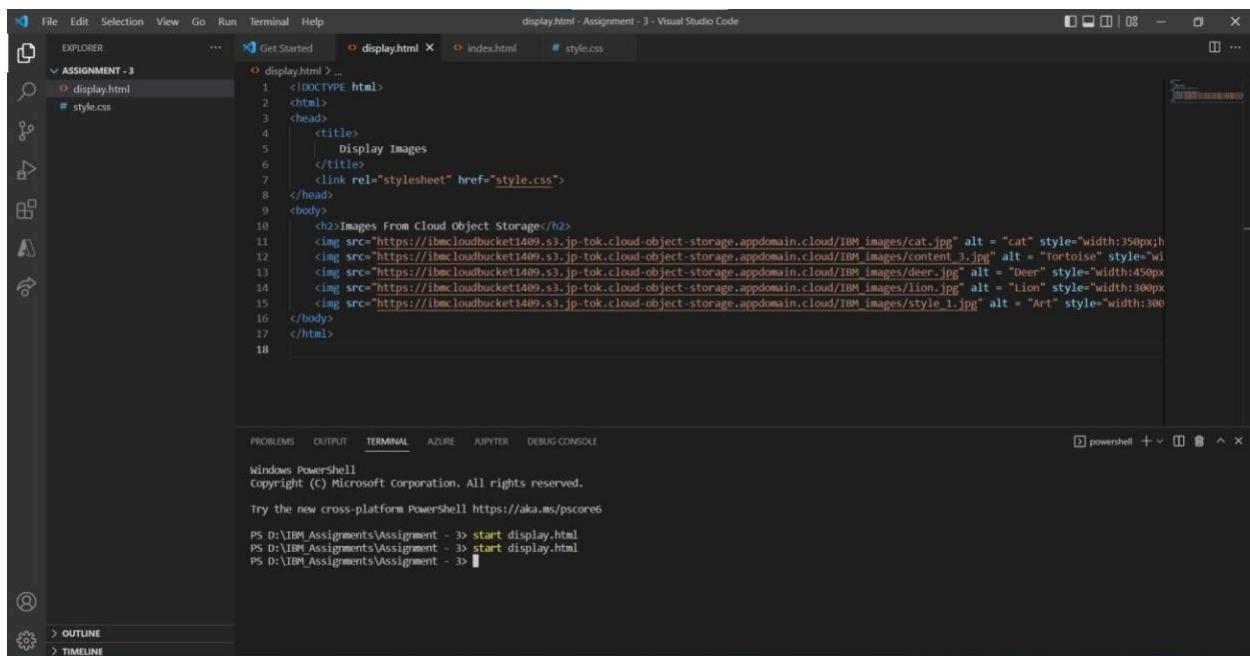 File Edit Selection View Go Run Terminal Help
display.html - Assignment - 3 - Visual Studio Code
EXPLORER
ASSIGNMENT - 3
display.html
style.css
Get Started display.html index.html style.css
display.html > ...
1 <!DOCTYPE html>
2 <html>
3 <head>
4 <title>
5 Display Images
6 </title>
7 <link rel="stylesheet" href="style.css">
8 </head>
9 <body>
10 <h2>Images From Cloud Object Storage</h2>
11 <img src="https://ibmcloudbucket1409.s3.jp-tok.cloud-object-storage.appdomain.cloud/IBM_images/cat.jpg" alt = "cat" style="width:350px;h
12 <img src="https://ibmcloudbucket1409.s3.jp-tok.cloud-object-storage.appdomain.cloud/IBM_images/content_3.jpg" alt = "Tortoise" style="wi
13 <img src="https://ibmcloudbucket1409.s3.jp-tok.cloud-object-storage.appdomain.cloud/IBM_images/deer.jpg" alt = "Deer" style="width:450px
14 <img src="https://ibmcloudbucket1409.s3.jp-tok.cloud-object-storage.appdomain.cloud/IBM_images/lion.jpg" alt = "Lion" style="width:300px
15 <img src="https://ibmcloudbucket1409.s3.jp-tok.cloud-object-storage.appdomain.cloud/IBM_images/style_1.jpg" alt = "Art" style="width:300
16 </body>
17 </html>
18
PROBLEMS OUTPUT TERMINAL AZURE JUPYTER DEBUG CONSOLE
powershell
Windows PowerShell
Copyright (C) Microsoft Corporation. All rights reserved.
Try the new cross-platform PowerShell https://aka.ms/pscore6
PS D:\IBM_Assignments\Assignment - 3> start display.html
PS D:\IBM_Assignments\Assignment - 3> start display.html
PS D:\IBM_Assignments\Assignment - 3>
OUTLINE
TIMELINE